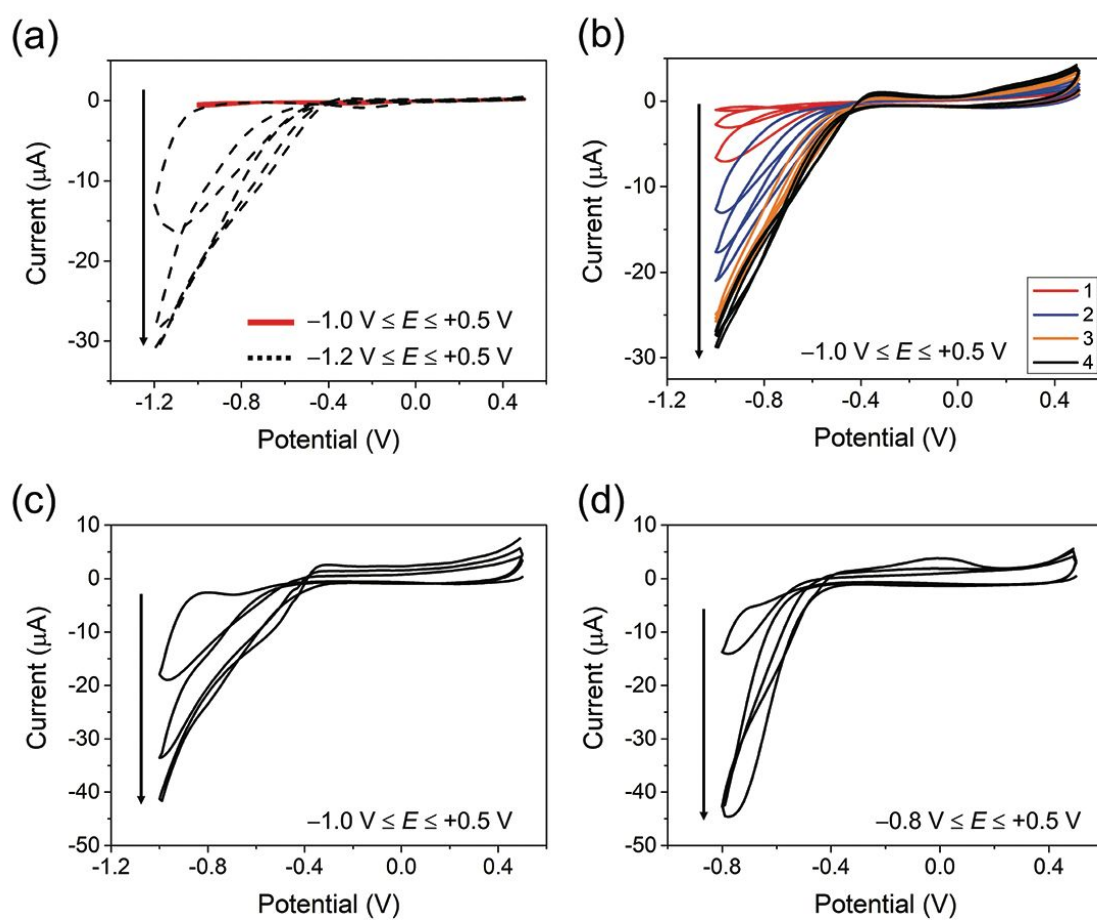 (a)
0
-10
-20
-30
Current (μA)
−1.0 V ≤ E ≤ +0.5 V
−1.2 V ≤ E ≤ +0.5 V
-1.2 -0.8 -0.4 0.0 0.4
Potential (V)
(b)
0
-10
-20
-30
Current (μA)
1
2
3
4
−1.0 V ≤ E ≤ +0.5 V
-1.2 -0.8 -0.4 0.0 0.4
Potential (V)
(c)
10
0
-10
-20
-30
-40
-50
Current (μA)
−1.0 V ≤ E ≤ +0.5 V
-1.2 -0.8 -0.4 0.0 0.4
Potential (V)
(d)
10
0
-10
-20
-30
-40
-50
Current (μA)
−0.8 V ≤ E ≤ +0.5 V
-0.8 -0.4 0.0 0.4
Potential (V)